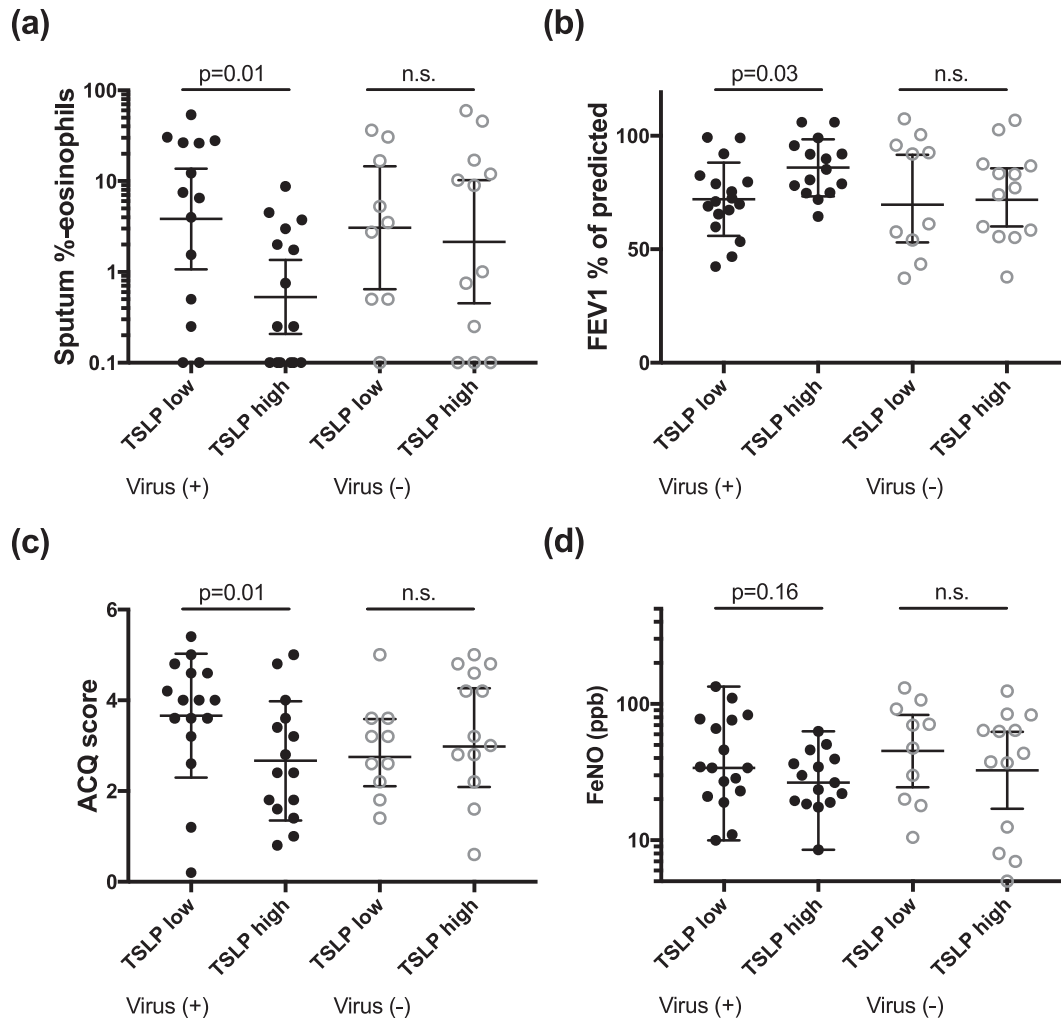 (a)
p=0.01
n.s.
Sputum %-eosinophils
100
10
1
0.1
TSLP low
TSLP high
TSLP low
TSLP high
Virus (+)
Virus (-)
(b)
p=0.03
n.s.
FEV1 % of predicted
100
50
0
TSLP low
TSLP high
TSLP low
TSLP high
Virus (+)
Virus (-)
(c)
p=0.01
n.s.
ACQ score
6
4
2
0
TSLP low
TSLP high
TSLP low
TSLP high
Virus (+)
Virus (-)
(d)
p=0.16
n.s.
FeNO (ppb)
100
10
TSLP low
TSLP high
TSLP low
TSLP high
Virus (+)
Virus (-)